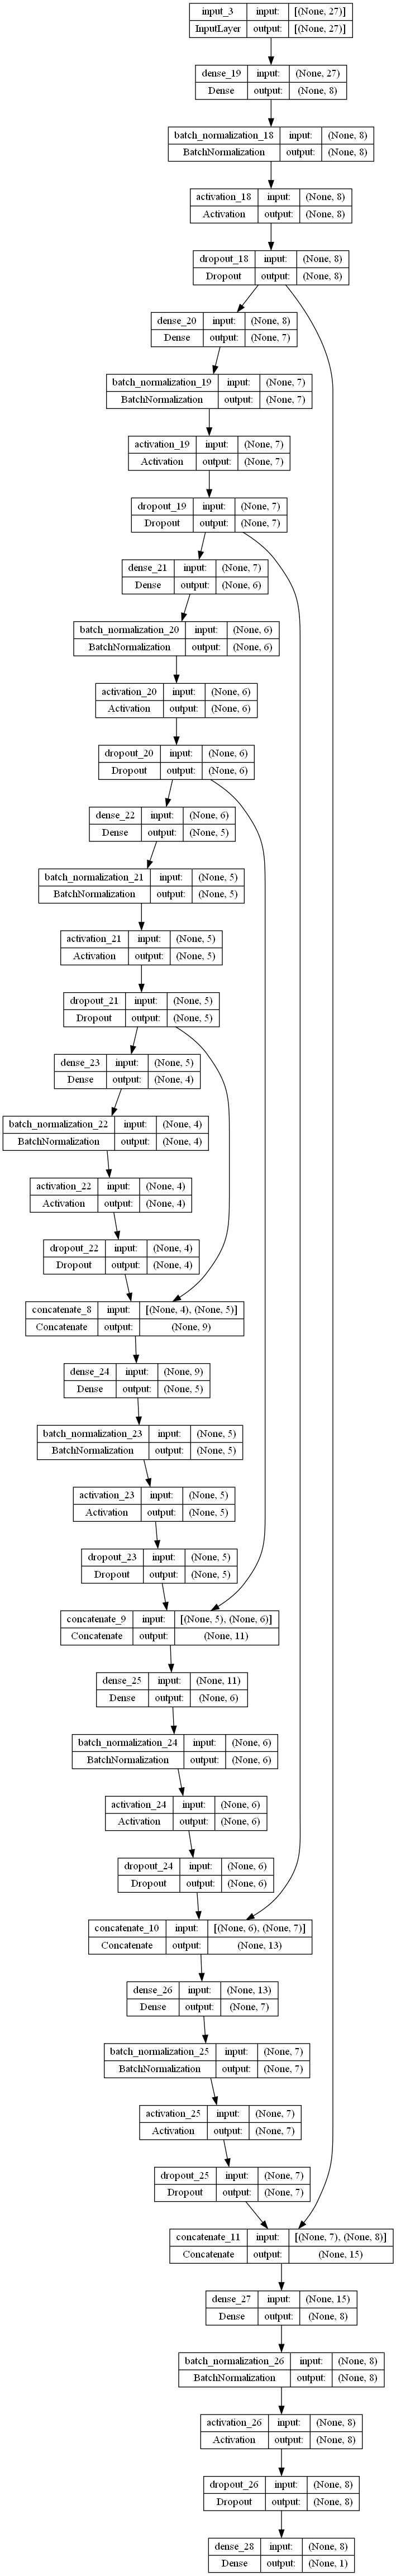 input_3 input: [(None, 27)]
InputLayer output: [(None, 27)]
dense_19 input: (None, 27)
Dense output: (None, 8)
batch_normalization_18 input: (None, 8)
BatchNormalization output: (None, 8)
activation_18 input: (None, 8)
Activation output: (None, 8)
dropout_18 input: (None, 8)
Dropout output: (None, 8)
dense_20 input: (None, 8)
Dense output: (None, 7)
batch_normalization_19 input: (None, 7)
BatchNormalization output: (None, 7)
activation_19 input: (None, 7)
Activation output: (None, 7)
dropout_19 input: (None, 7)
Dropout output: (None, 7)
dense_21 input: (None, 7)
Dense output: (None, 6)
batch_normalization_20 input: (None, 6)
BatchNormalization output: (None, 6)
activation_20 input: (None, 6)
Activation output: (None, 6)
dropout_20 input: (None, 6)
Dropout output: (None, 6)
dense_22 input: (None, 6)
Dense output: (None, 5)
batch_normalization_21 input: (None, 5)
BatchNormalization output: (None, 5)
activation_21 input: (None, 5)
Activation output: (None, 5)
dropout_21 input: (None, 5)
Dropout output: (None, 5)
dense_23 input: (None, 5)
Dense output: (None, 4)
batch_normalization_22 input: (None, 4)
BatchNormalization output: (None, 4)
activation_22 input: (None, 4)
Activation output: (None, 4)
dropout_22 input: (None, 4)
Dropout output: (None, 4)
concatenate_8 input: [(None, 4), (None, 5)]
Concatenate output: (None, 9)
dense_24 input: (None, 9)
Dense output: (None, 5)
batch_normalization_23 input: (None, 5)
BatchNormalization output: (None, 5)
activation_23 input: (None, 5)
Activation output: (None, 5)
dropout_23 input: (None, 5)
Dropout output: (None, 5)
concatenate_9 input: [(None, 5), (None, 6)]
Concatenate output: (None, 11)
dense_25 input: (None, 11)
Dense output: (None, 6)
batch_normalization_24 input: (None, 6)
BatchNormalization output: (None, 6)
activation_24 input: (None, 6)
Activation output: (None, 6)
dropout_24 input: (None, 6)
Dropout output: (None, 6)
concatenate_10 input: [(None, 6), (None, 7)]
Concatenate output: (None, 13)
dense_26 input: (None, 13)
Dense output: (None, 7)
batch_normalization_25 input: (None, 7)
BatchNormalization output: (None, 7)
activation_25 input: (None, 7)
Activation output: (None, 7)
dropout_25 input: (None, 7)
Dropout output: (None, 7)
concatenate_11 input: [(None, 7), (None, 8)]
Concatenate output: (None, 15)
dense_27 input: (None, 15)
Dense output: (None, 8)
batch_normalization_26 input: (None, 8)
BatchNormalization output: (None, 8)
activation_26 input: (None, 8)
Activation output: (None, 8)
dropout_26 input: (None, 8)
Dropout output: (None, 8)
dense_28 input: (None, 8)
Dense output: (None, 1)